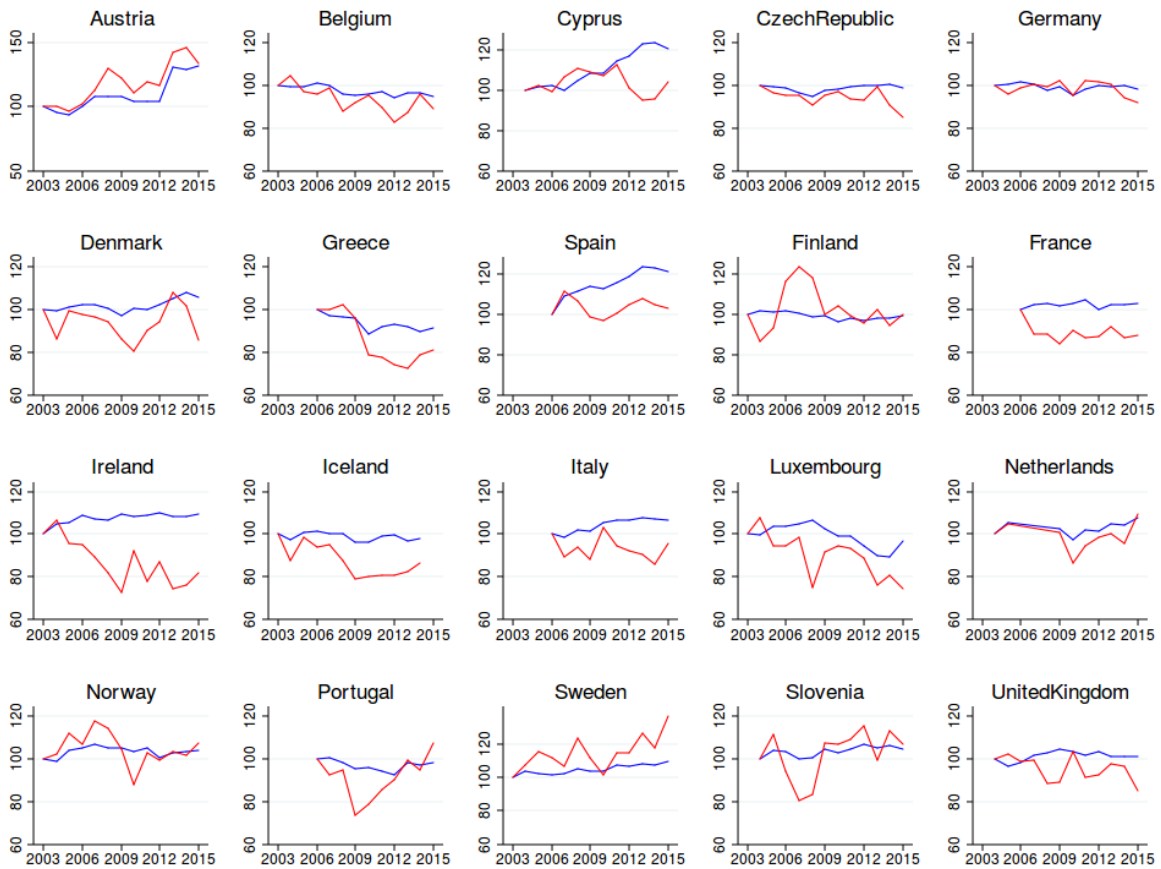 Austria Belgium Cyprus CzechRepublic Germany
150 120 120 120 120
100 100 100 100 100
80 80 80 80
50 60 60 60 60
2003 2006 2009 2012 2015 2003 2006 2009 2012 2015 2003 2006 2009 2012 2015 2003 2006 2009 2012 2015 2003 2006 2009 2012 2015
Denmark Greece Spain Finland France
120 120 120 120 120
100 100 100 100 100
80 80 80 80 80
60 60 60 60 60
2003 2006 2009 2012 2015 2003 2006 2009 2012 2015 2003 2006 2009 2012 2015 2003 2006 2009 2012 2015 2003 2006 2009 2012 2015
Ireland Iceland Italy Luxembourg Netherlands
120 120 120 120 120
100 100 100 100 100
80 80 80 80 80
60 60 60 60 60
2003 2006 2009 2012 2015 2003 2006 2009 2012 2015 2003 2006 2009 2012 2015 2003 2006 2009 2012 2015 2003 2006 2009 2012 2015
Norway Portugal Sweden Slovenia UnitedKingdom
120 120 120 120 120
100 100 100 100 100
80 80 80 80 80
60 60 60 60 60
2003 2006 2009 2012 2015 2003 2006 2009 2012 2015 2003 2006 2009 2012 2015 2003 2006 2009 2012 2015 2003 2006 2009 2012 2015